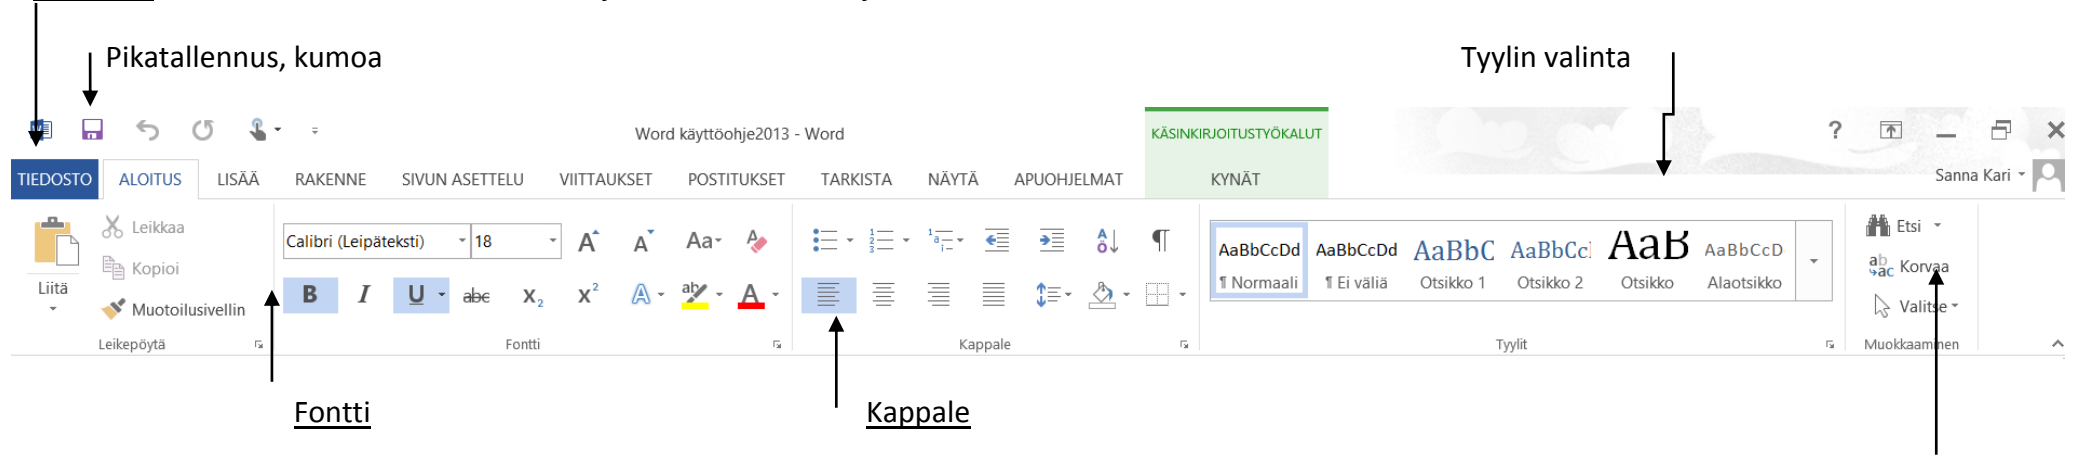 Pikatallennus, kumoa
Tyylin valinta
Word käyttöohje2013 - Word
KÄSINKIRJOITUSTYÖKALUT
?
TIEDOSTO ALOITUS LISÄÄ RAKENNE SIVUN ASETTELU VIITTAUKSET POSTITUKSET TARKISTA NÄYTÄ APUOHJELMAT KYNÄT
Sanna Kari
Liitä
Leikkaa
Kopioi
Muotoilusivellin
Leikepöytä
Calibri (Leipäteksti) 18 A A Aa
B I U abc X2 X2 A ab A
Fontti
A
Ö
¶
Kappale
AaBbCcDd AaBbCcDd AaBbC AaBbCc AaB AaBbCcD
¶ Normaali ¶ Ei väliä Otsikko 1 Otsikko 2 Otsikko Alaotsikko
Tyylit
Etsi
Korvaa
Valitse
Muokkaaminen
Fontti
Kappale